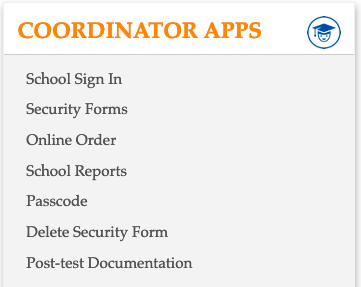 COORDINATOR APPS
School Sign In
Security Forms
Online Order
School Reports
Passcode
Delete Security Form
Post-test Documentation